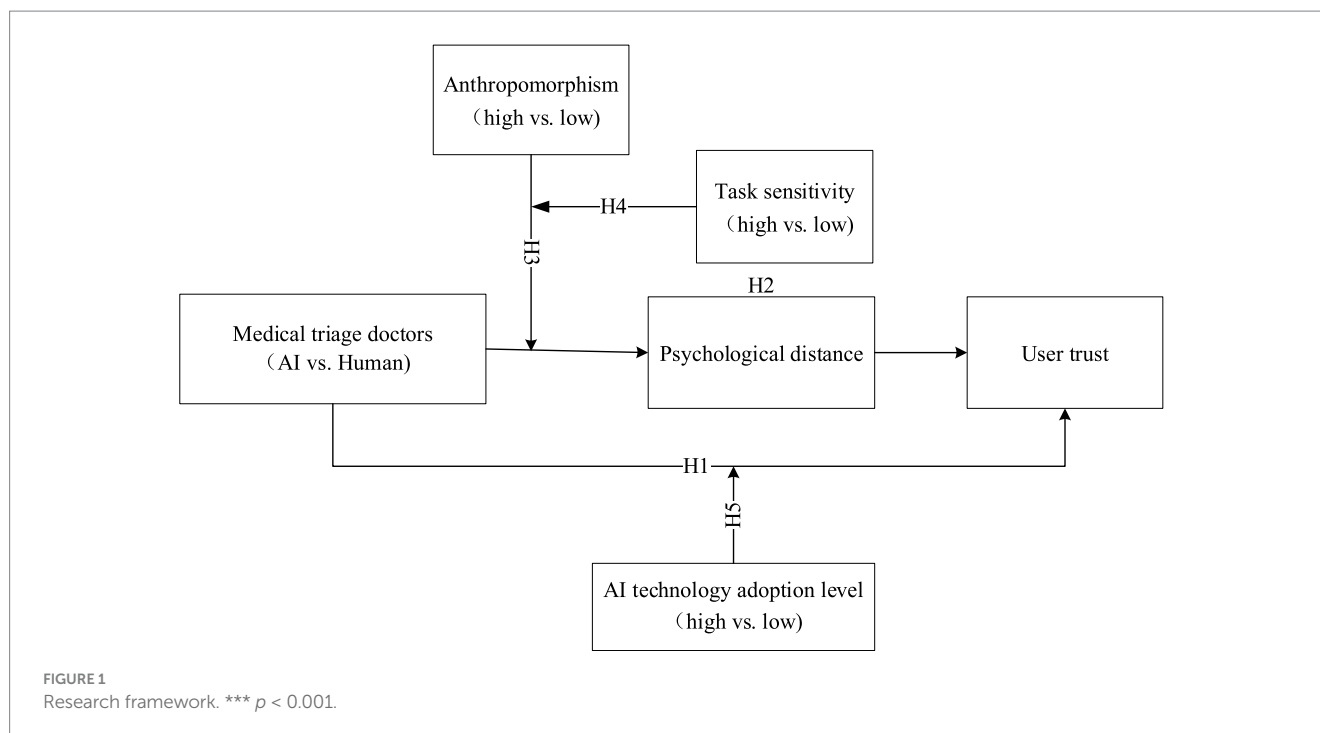 Anthropomorphism
（high vs. low)
Task sensitivity
（high vs. low)
H4
H3
H2
Medical triage doctors
（AI vs. Human)
Psychological distance
User trust
H1
H5
AI technology adoption level
（high vs. low)
FIGURE 1
Research framework. *** p < 0.001.